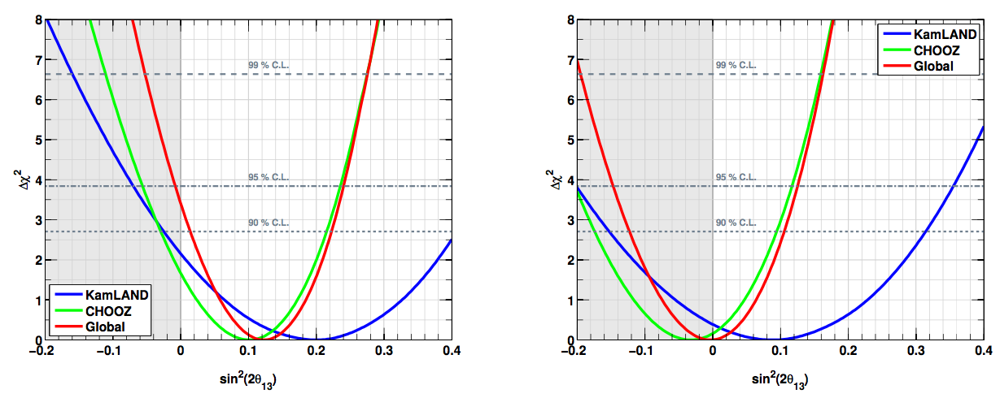 8
7
6
5
4
3
2
1
0
Δχ²
99 % C.L.
95 % C.L.
90 % C.L.
KamLAND
CHOOZ
Global
−0.2 −0.1 0 0.1 0.2 0.3 0.4
sin²(2θ₁₃)
8
7
6
5
4
3
2
1
0
Δχ²
KamLAND
CHOOZ
Global
99 % C.L.
95 % C.L.
90 % C.L.
−0.2 −0.1 0 0.1 0.2 0.3 0.4
sin²(2θ₁₃)